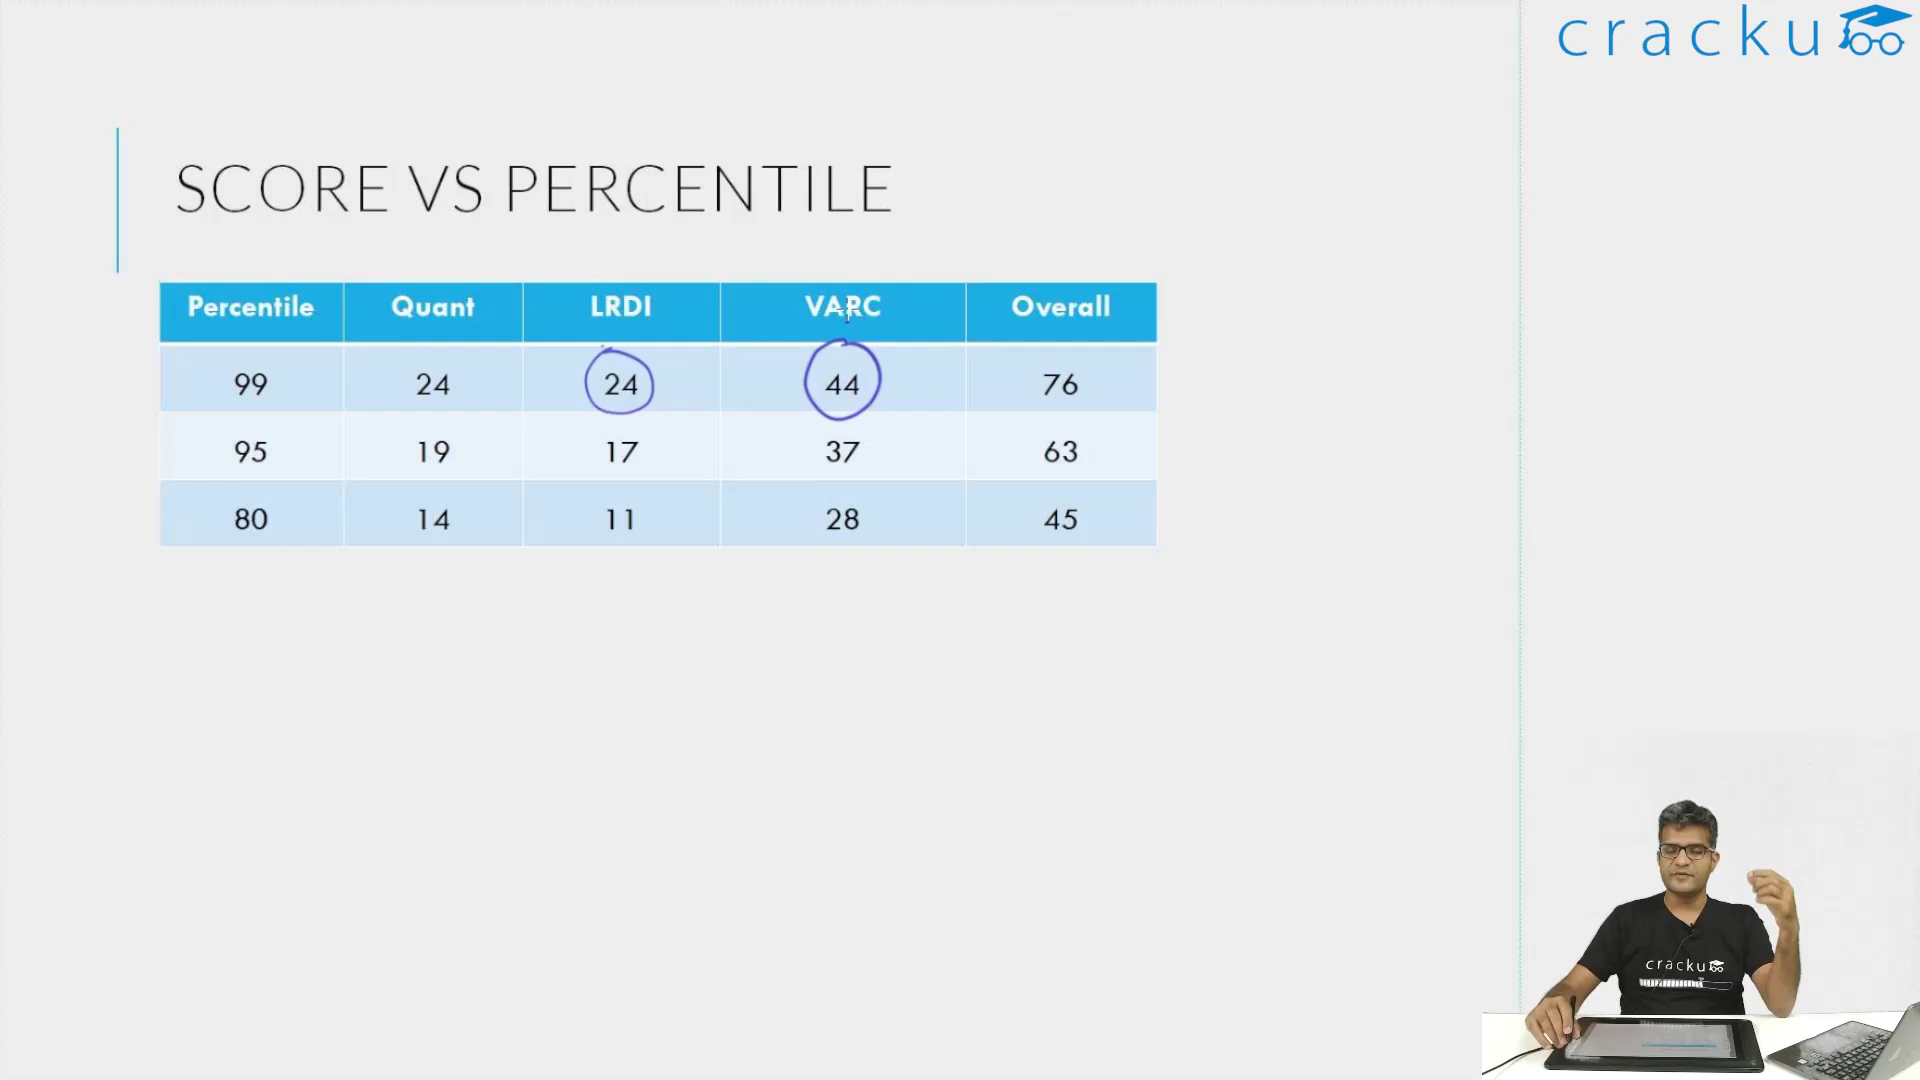 cracku
SCORE VS PERCENTILE
Percentile Quant LRDI VARC Overall
99 24 24 44 76
95 19 17 37 63
80 14 11 28 45
cracku